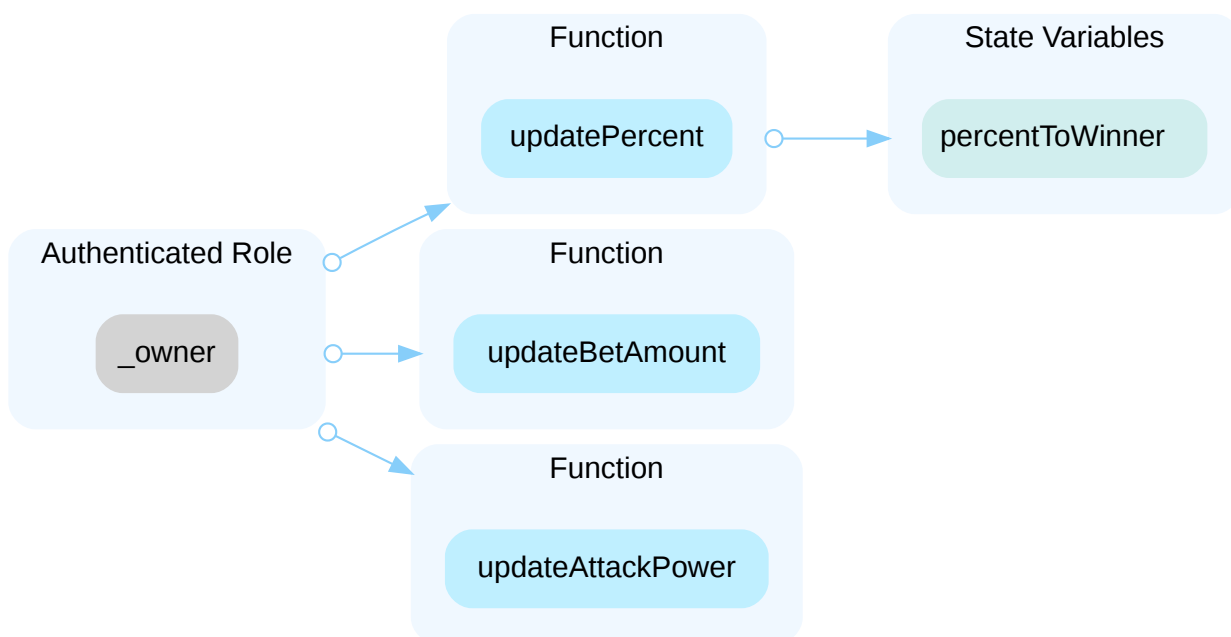 Function
updatePercent
State Variables
percentToWinner
Authenticated Role
_owner
Function
updateBetAmount
Function
updateAttackPower